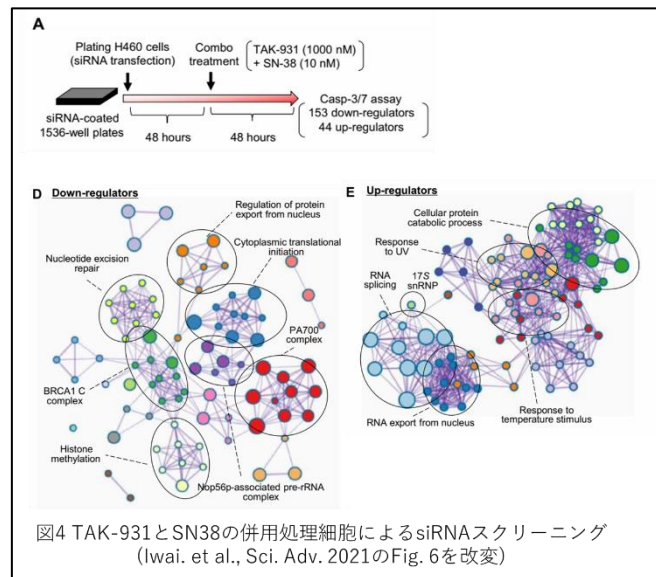 A
Plating H460 cells
(siRNA transfection)
Combo
treatment
TAK-931 (1000 nM)
+ SN-38 (10 nM)
siRNA-coated
1536-well plates
48 hours
48 hours
Casp-3/7 assay
153 down-regulators
44 up-regulators
D Down-regulators
Regulation of protein
export from nucleus
Cytoplasmic translational
initiation
Nucleotide excision
repair
PA700
complex
BRCA1 C
complex
Histone
methylation
Nop56p-associated pre-rRNA
complex
E Up-regulators
Cellular protein
catabolic process
Response
to UV
RNA
splicing
17S
snRNP
RNA export from nucleus
Response to
temperature stimulus
図4 TAK-931とSN38の併用処理細胞によるsiRNAスクリーニング
(Iwai. et al., Sci. Adv. 2021のFig. 6を改変)